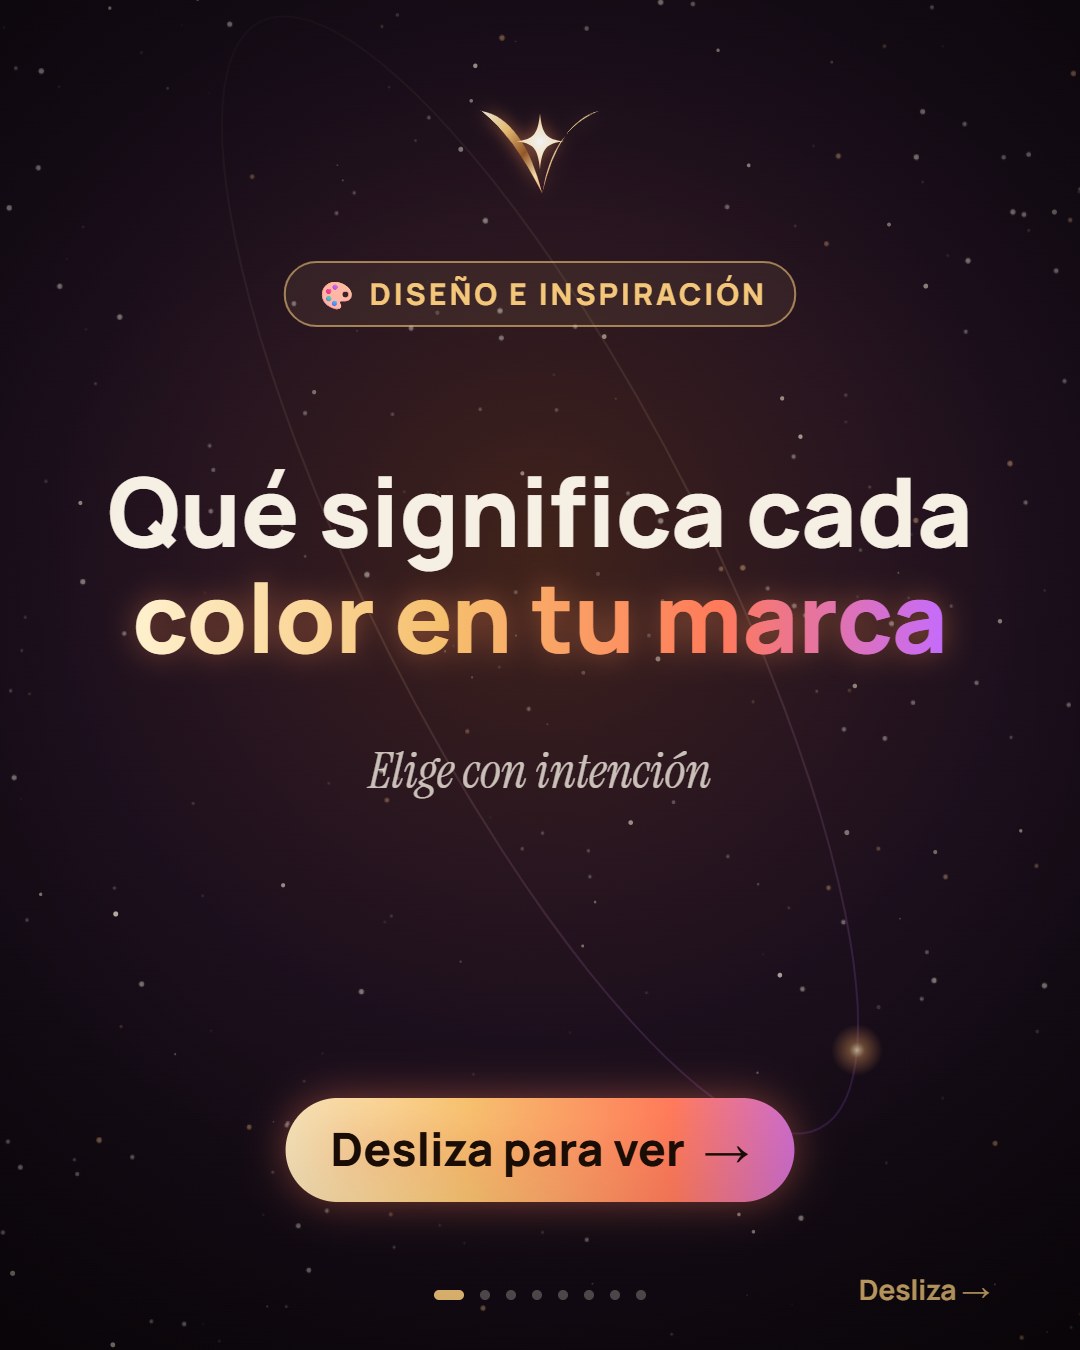 DISEÑO E INSPIRACIÓN
Qué significa cada
color en tu marca
Elige con intención
Desliza para ver →
Desliza →